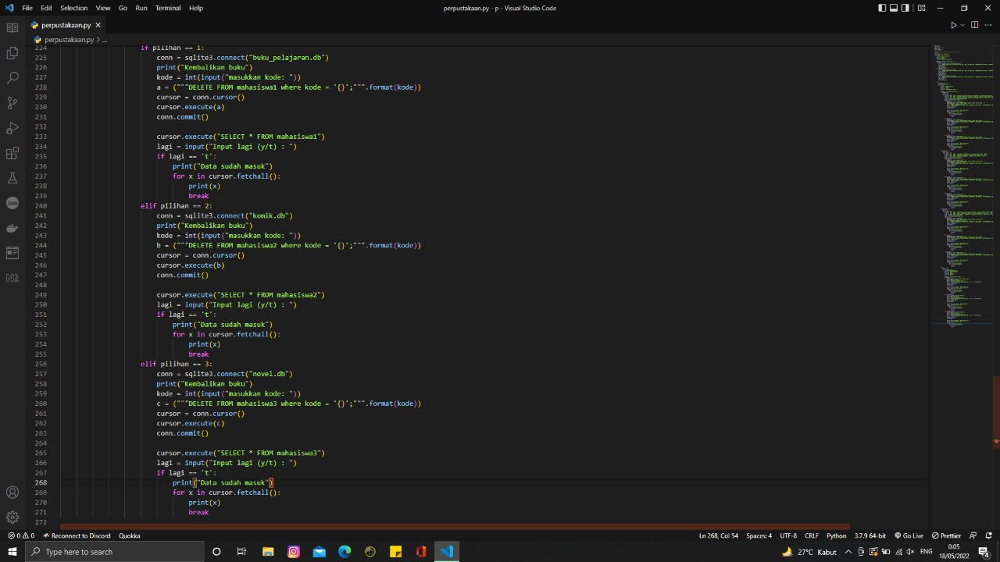 File Edit Selection View Go Run Terminal Help perpustakaan.py - p - Visual Studio Code
perpustakaan.py
perpustakaan.py > ...
224 if pilihan == 1:
225 conn = sqlite3.connect("buku_pelajaran.db")
226 print("Kembalikan buku")
227 kode = int(input("masukkan kode: "))
228 a = ("""DELETE FROM mahasiswa1 where kode = '{}';""".format(kode))
229 cursor = conn.cursor()
230 cursor.execute(a)
231 conn.commit()
232
233 cursor.execute("SELECT * FROM mahasiswa1")
234 lagi = input("Input lagi (y/t) : ")
235 if lagi == 't':
236 print("Data sudah masuk")
237 for x in cursor.fetchall():
238 print(x)
239 break
240 elif pilihan == 2:
241 conn = sqlite3.connect("komik.db")
242 print("Kembalikan buku")
243 kode = int(input("masukkan kode: "))
244 b = ("""DELETE FROM mahasiswa2 where kode = '{}';""".format(kode))
245 cursor = conn.cursor()
246 cursor.execute(b)
247 conn.commit()
248
249 cursor.execute("SELECT * FROM mahasiswa2")
250 lagi = input("Input lagi (y/t) : ")
251 if lagi == 't':
252 print("Data sudah masuk")
253 for x in cursor.fetchall():
254 print(x)
255 break
256 elif pilihan == 3:
257 conn = sqlite3.connect("novel.db")
258 print("Kembalikan buku")
259 kode = int(input("masukkan kode: "))
260 c = ("""DELETE FROM mahasiswa3 where kode = '{}';""".format(kode))
261 cursor = conn.cursor()
262 cursor.execute(c)
263 conn.commit()
264
265 cursor.execute("SELECT * FROM mahasiswa3")
266 lagi = input("Input lagi (y/t) : ")
267 if lagi == 't':
268 print("Data sudah masuk")
269 for x in cursor.fetchall():
270 print(x)
271 break
272
0 0 Reconnect to Discord Quokka Ln 268, Col 54 Spaces: 4 UTF-8 CRLF Python 3.7.9 64-bit Go Live Prettier
Type here to search 27°C Kabut ENG 0:05 18/05/2022 4